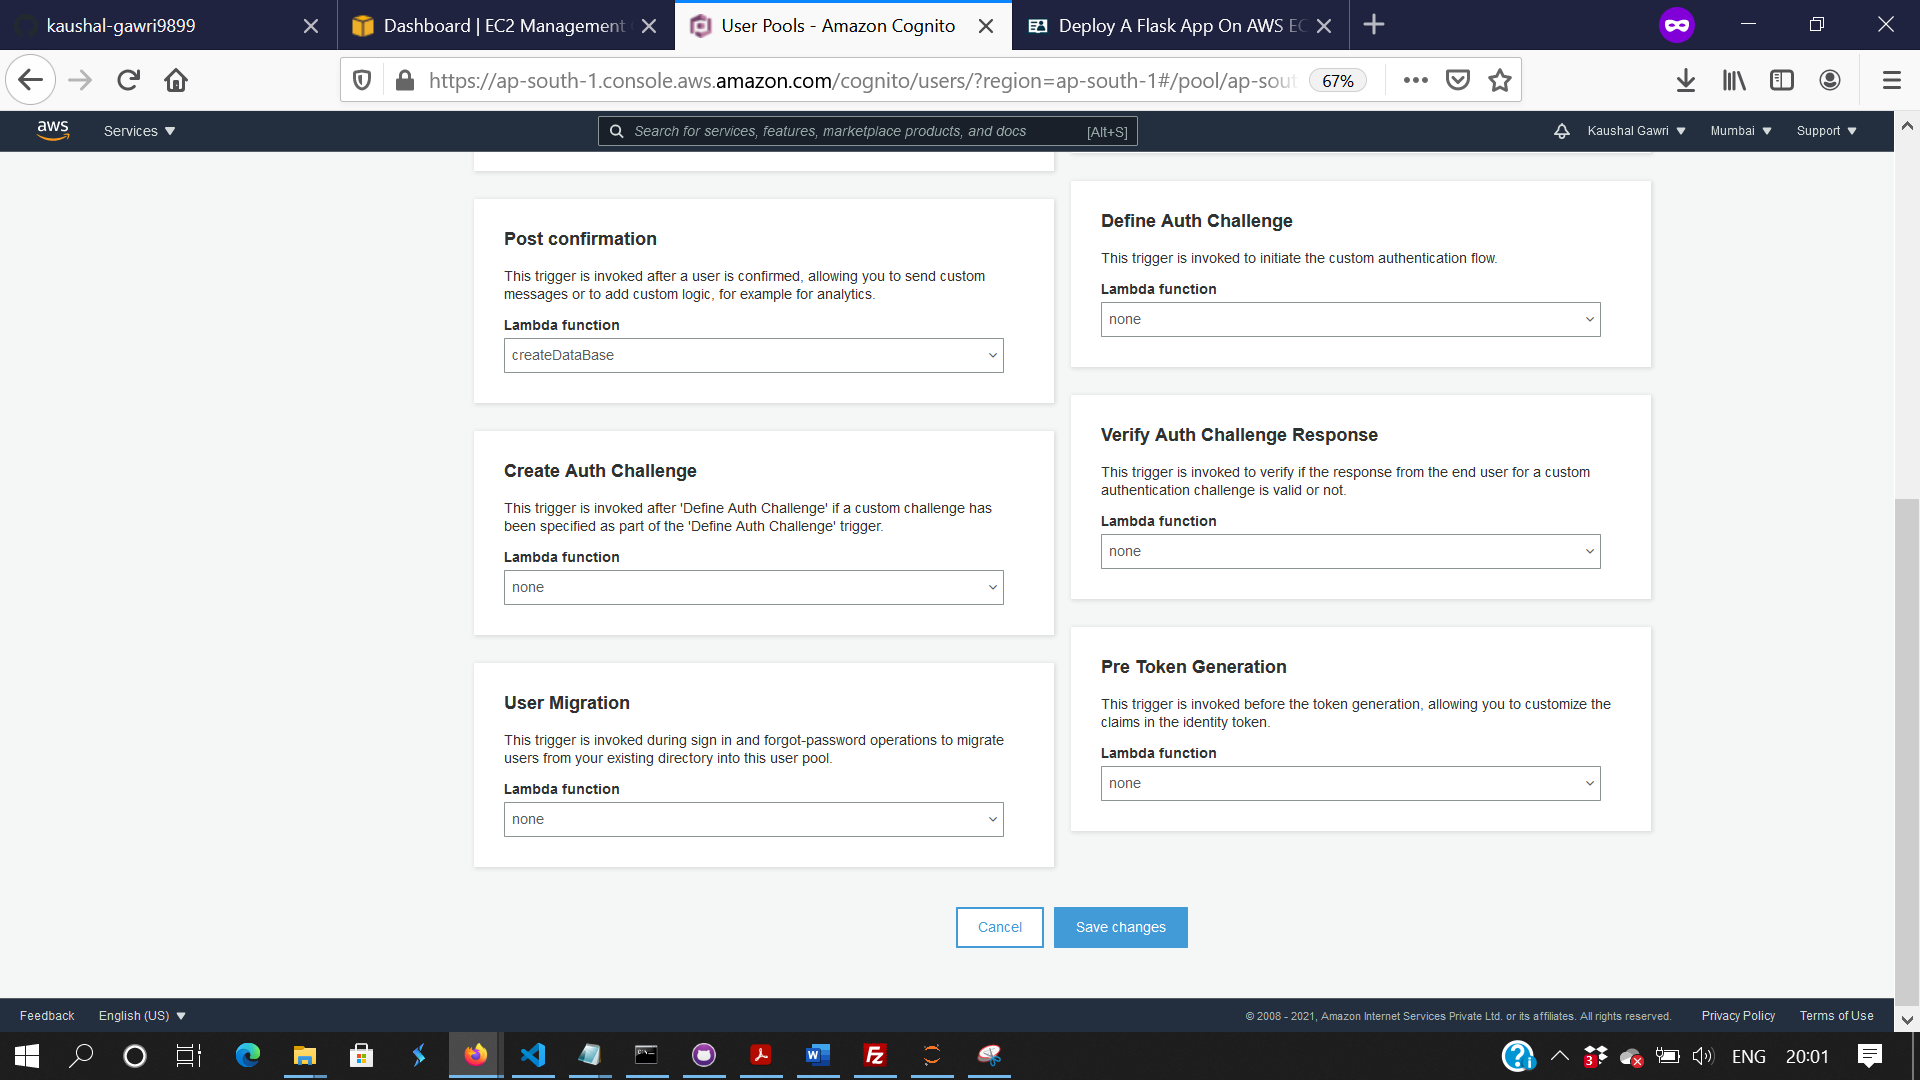 kaushal-gawri9899
Dashboard | EC2 Management
User Pools - Amazon Cognito
Deploy A Flask App On AWS EC
https://ap-south-1.console.aws.amazon.com/cognito/users/?region=ap-south-1#/pool/ap-sout
67%
aws
Services
Search for services, features, marketplace products, and docs
[Alt+S]
Kaushal Gawri
Mumbai
Support
Post confirmation
This trigger is invoked after a user is confirmed, allowing you to send custom
messages or to add custom logic, for example for analytics.
Lambda function
createDataBase
Create Auth Challenge
This trigger is invoked after 'Define Auth Challenge' if a custom challenge has
been specified as part of the 'Define Auth Challenge' trigger.
Lambda function
none
User Migration
This trigger is invoked during sign in and forgot-password operations to migrate
users from your existing directory into this user pool.
Lambda function
none
Define Auth Challenge
This trigger is invoked to initiate the custom authentication flow.
Lambda function
none
Verify Auth Challenge Response
This trigger is invoked to verify if the response from the end user for a custom
authentication challenge is valid or not.
Lambda function
none
Pre Token Generation
This trigger is invoked before the token generation, allowing you to customize the
claims in the identity token.
Lambda function
none
Cancel
Save changes
Feedback
English (US)
© 2008 - 2021, Amazon Internet Services Private Ltd. or its affiliates. All rights reserved.
Privacy Policy
Terms of Use
3
ENG
20:01